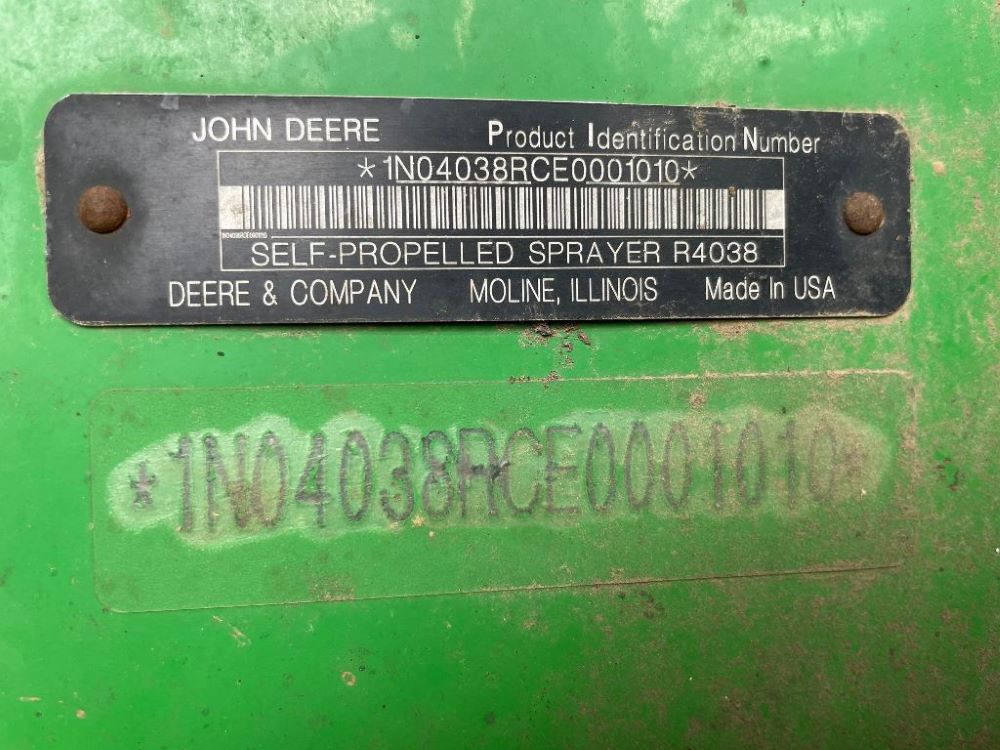 JOHN DEERE Product Identification Number
*1N04038RCE0001010*
SELF-PROPELLED SPRAYER R4038
DEERE & COMPANY MOLINE, ILLINOIS Made In USA
*1N04038RCE0001010*